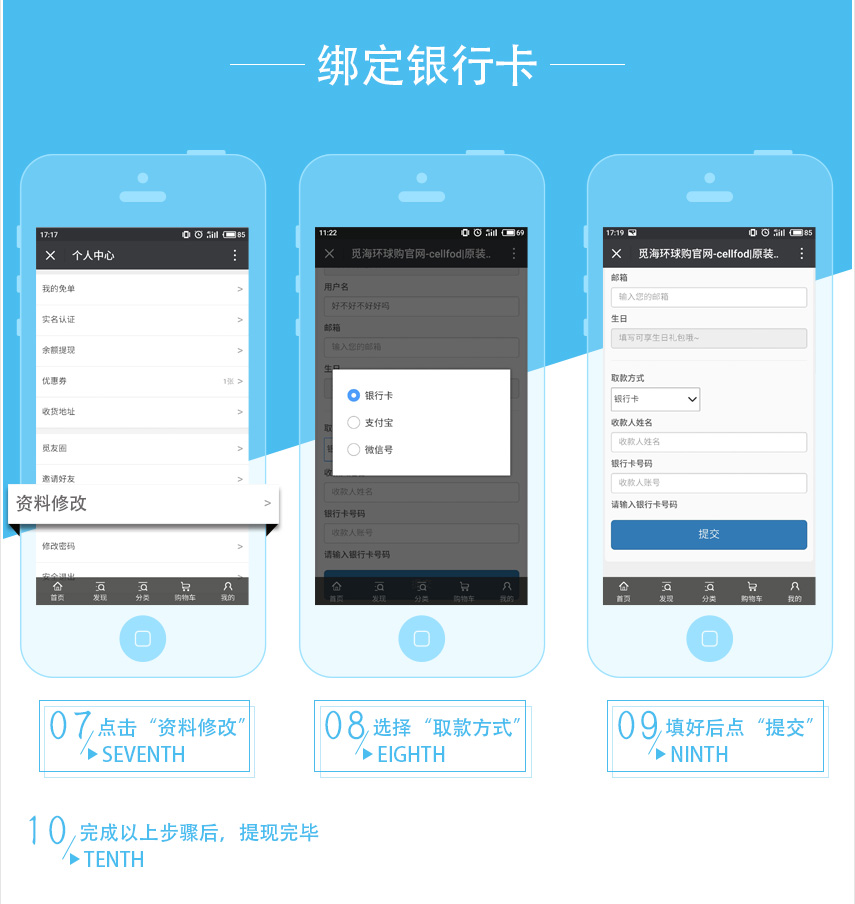 绑定银行卡
17:17
85
个人中心
我的免单 >
实名认证 >
余额提现 >
优惠券 1张 >
收货地址 >
觅友圈 >
邀请好友 >
资料修改 >
修改密码 >
安全退出 >
首页 发现 分类 购物车 我的
11:22
69
觅海环球购官网-cellfod|原装..
用户名
好不好不好好吗
邮箱
输入您的邮箱
生日
银行卡
支付宝
微信号
取
收款人姓名
银行卡号码
收款人账号
请输入银行卡号码
首页 发现 分类 购物车 我的
17:19
85
觅海环球购官网-cellfod|原装..
邮箱
输入您的邮箱
生日
填写可享生日礼包哦~
取款方式
银行卡
收款人姓名
收款人姓名
银行卡号码
收款人账号
请输入银行卡号码
提交
首页 发现 分类 购物车 我的
07 点击“资料修改”
SEVENTH
08 选择“取款方式”
EIGHTH
09 填好后点“提交”
NINTH
10 完成以上步骤后，提现完毕
TENTH